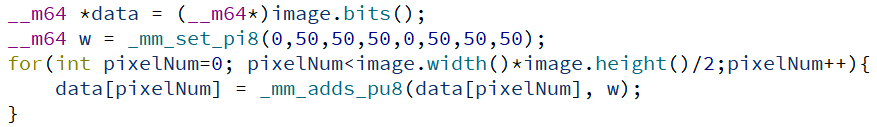 __m64 *data = (__m64*)image.bits();
__m64 w = _mm_set_pi8(0,50,50,50,0,50,50,50);
for(int pixelNum=0; pixelNum<image.width()*image.height()/2;pixelNum++){
    data[pixelNum] = _mm_adds_pu8(data[pixelNum], w);
}